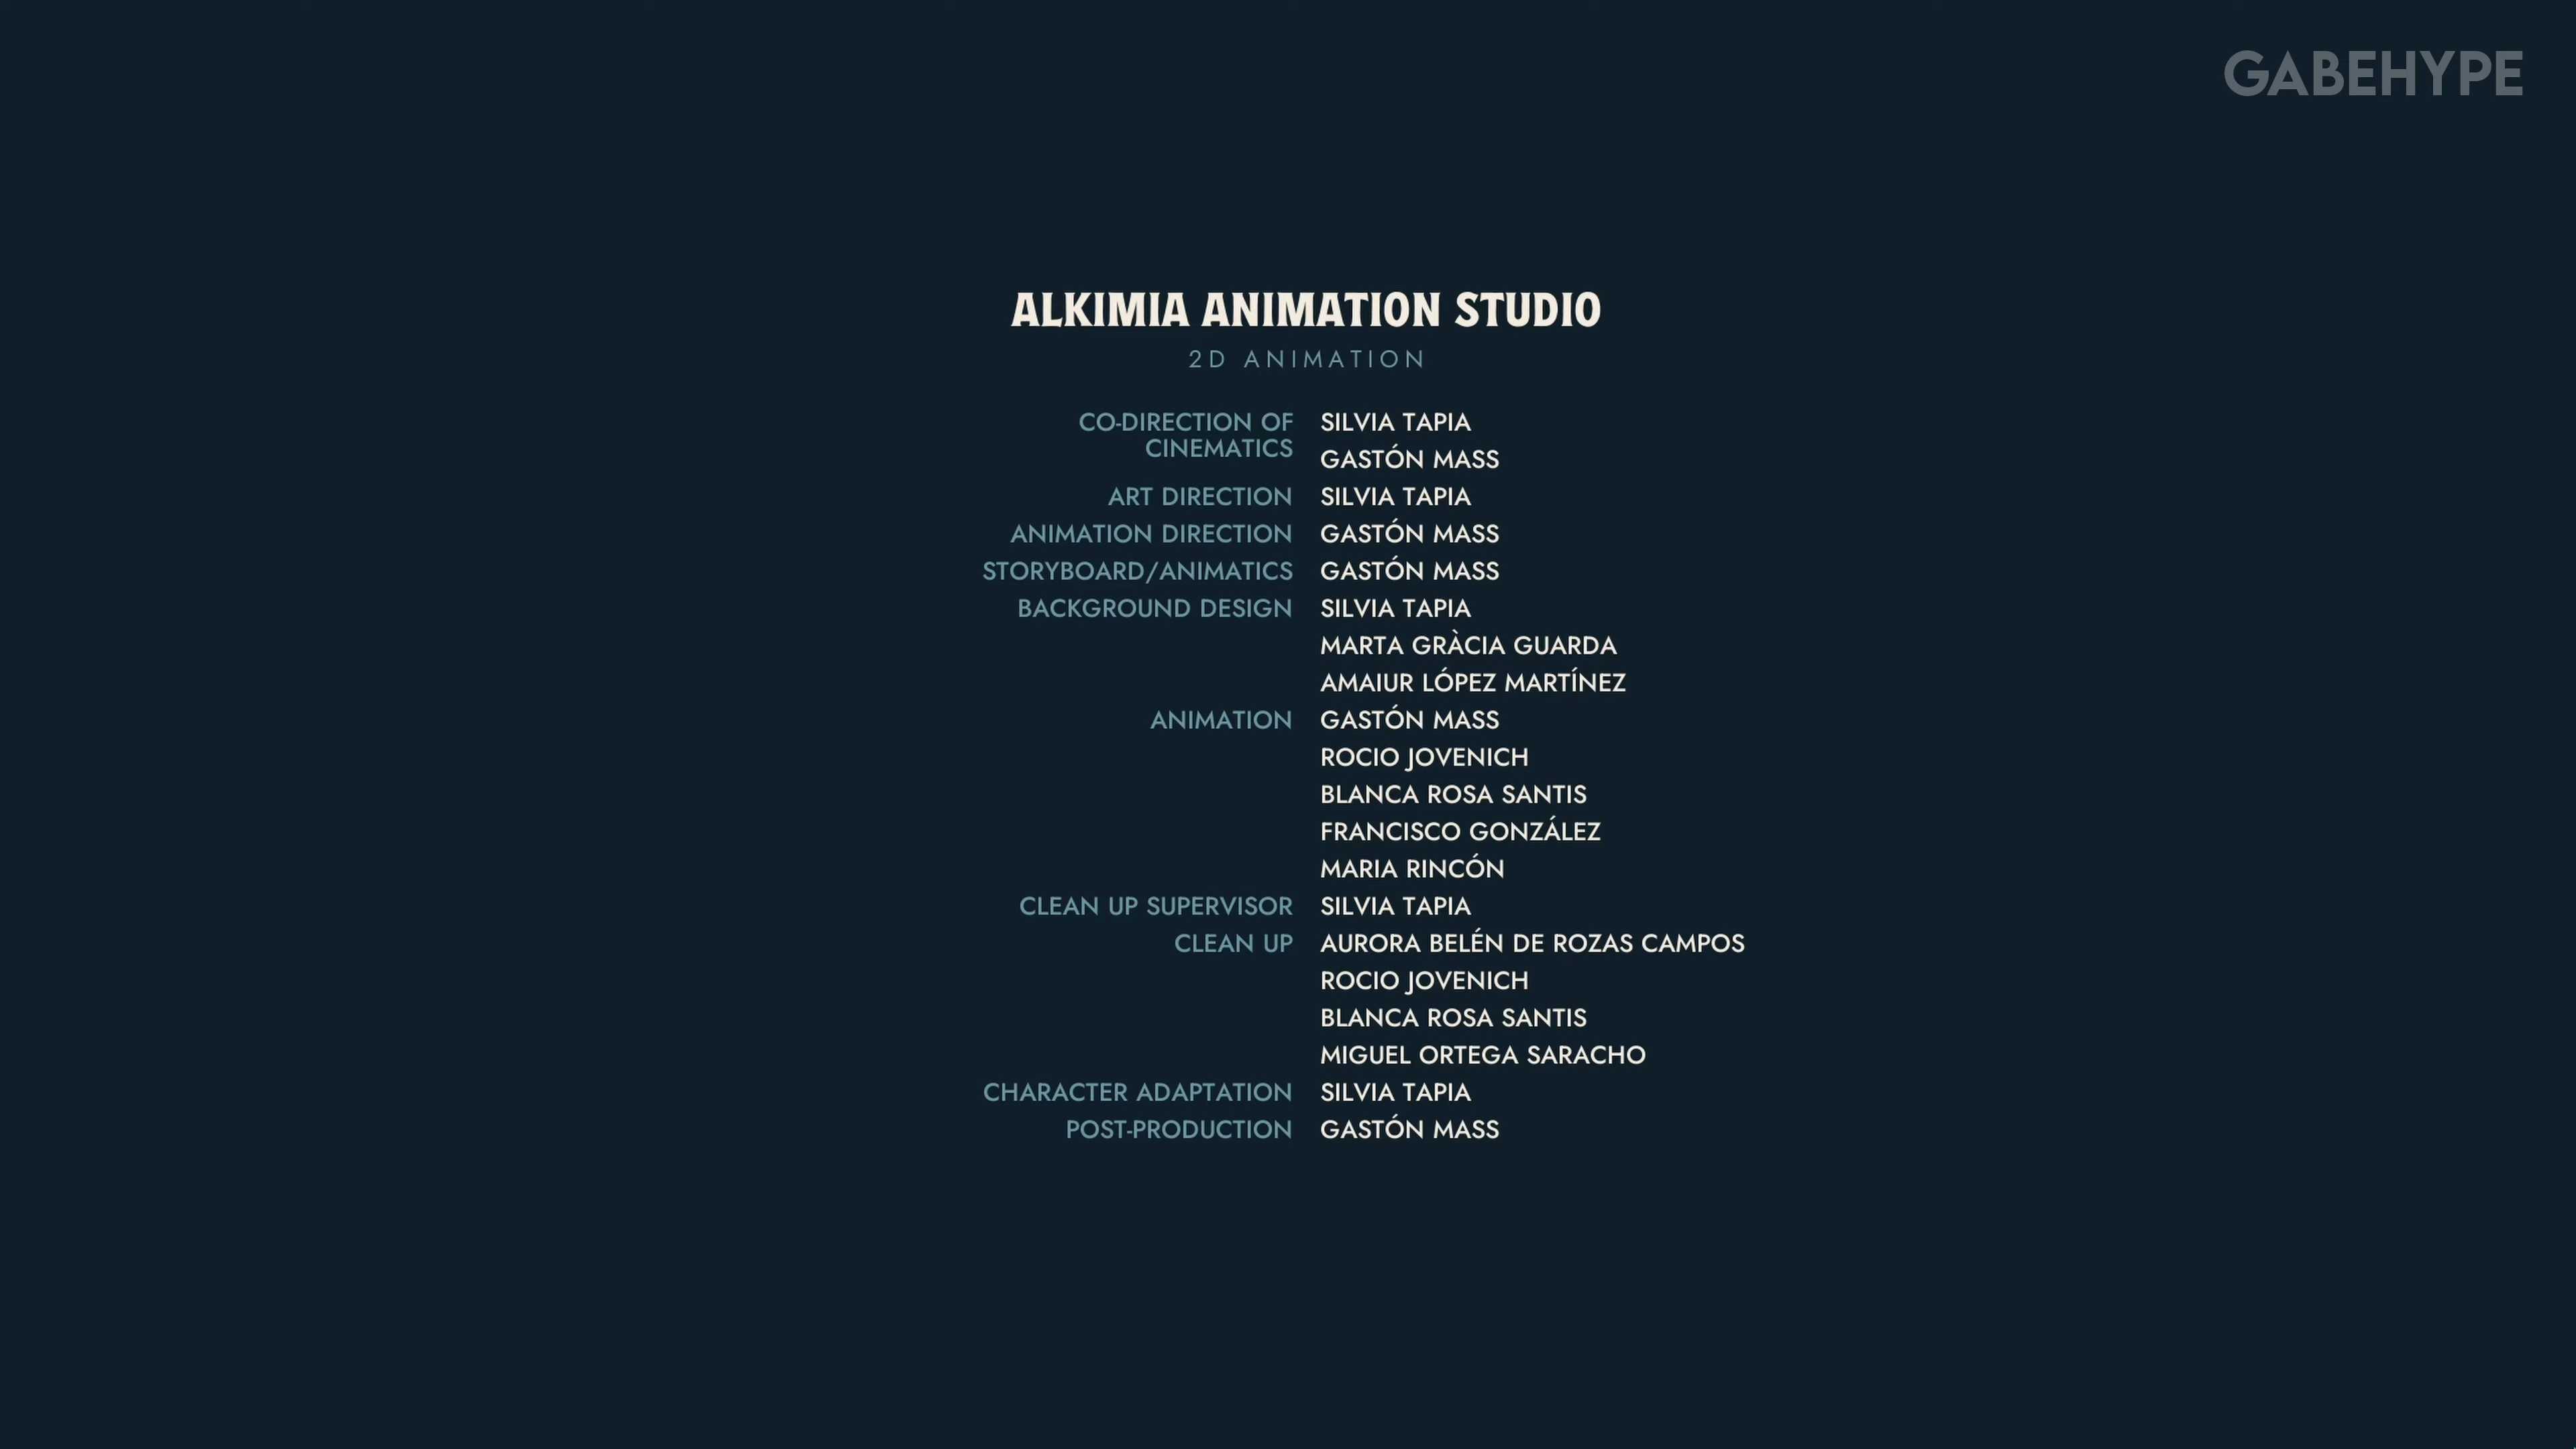 GABEHYPE
ALKIMIA ANIMATION STUDIO
2D ANIMATION
CO-DIRECTION OF CINEMATICS SILVIA TAPIA
GASTÓN MASS
ART DIRECTION SILVIA TAPIA
ANIMATION DIRECTION GASTÓN MASS
STORYBOARD/ANIMATICS GASTÓN MASS
BACKGROUND DESIGN SILVIA TAPIA
MARTA GRÀCIA GUARDA
AMAIUR LÓPEZ MARTÍNEZ
ANIMATION GASTÓN MASS
ROCIO JOVENICH
BLANCA ROSA SANTIS
FRANCISCO GONZÁLEZ
MARIA RINCÓN
CLEAN UP SUPERVISOR SILVIA TAPIA
CLEAN UP AURORA BELÉN DE ROZAS CAMPOS
ROCIO JOVENICH
BLANCA ROSA SANTIS
MIGUEL ORTEGA SARACHO
CHARACTER ADAPTATION SILVIA TAPIA
POST-PRODUCTION GASTÓN MASS